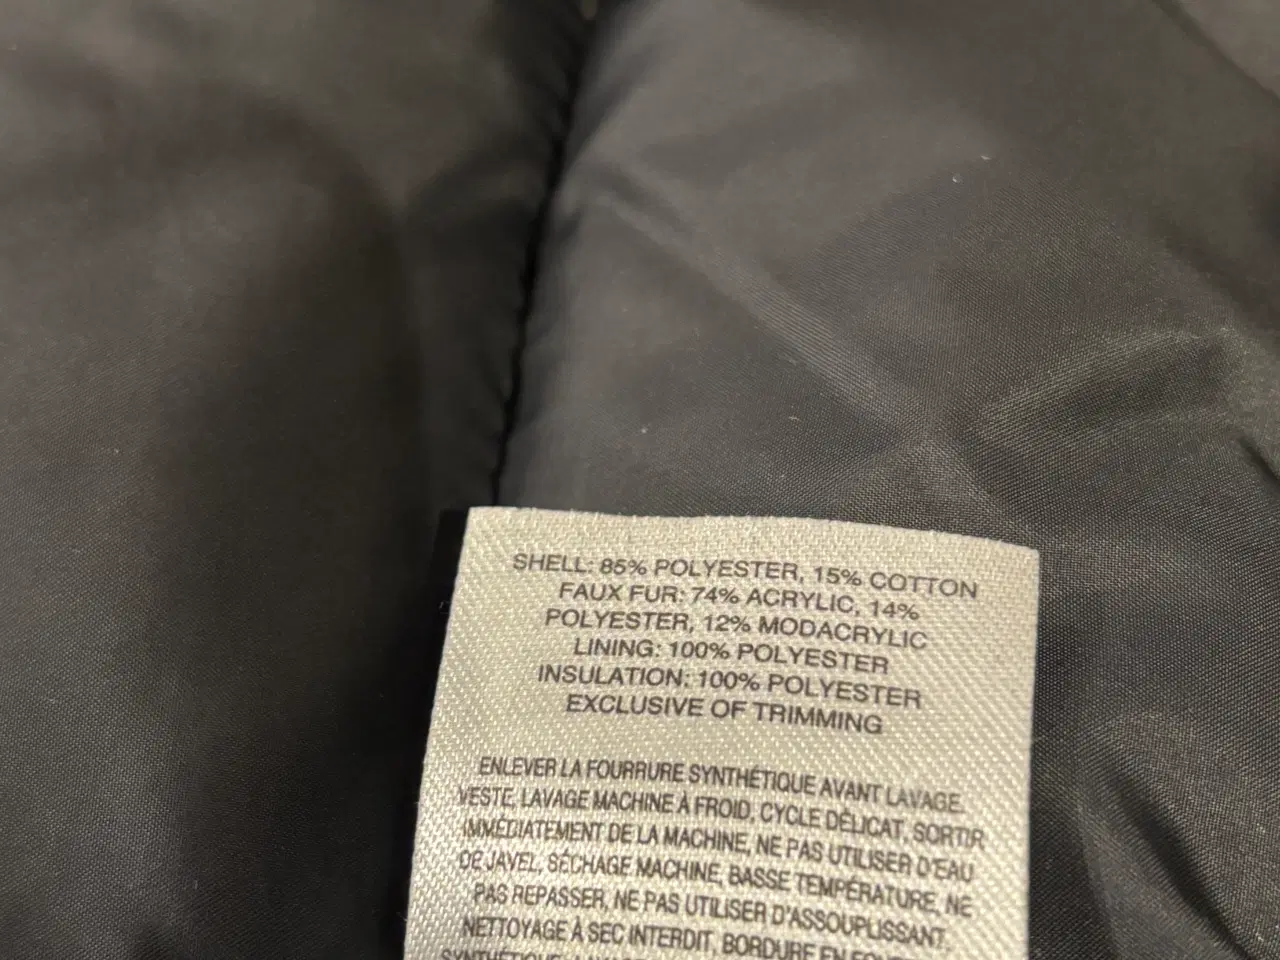 SHELL: 85% POLYESTER, 15% COTTON
FAUX FUR: 74% ACRYLIC, 14%
POLYESTER, 12% MODACRYLIC
LINING: 100% POLYESTER
INSULATION: 100% POLYESTER
EXCLUSIVE OF TRIMMING
ENLEVER LA FOURRURE SYNTHÉTIQUE AVANT LAVAGE.
VESTE, LAVAGE MACHINE À FROID, CYCLE DÉLICAT, SORTIR
IMMÉDIATEMENT DE LA MACHINE, NE PAS UTILISER D'EAU
DE JAVEL, SÉCHAGE MACHINE, BASSE TEMPÉRATURE, NE
PAS REPASSER, NE PAS UTILISER D'ASSOUPLISSANT.
NETTOYAGE À SEC INTERDIT, BORDURE EN
SYNTHÉTIQUE